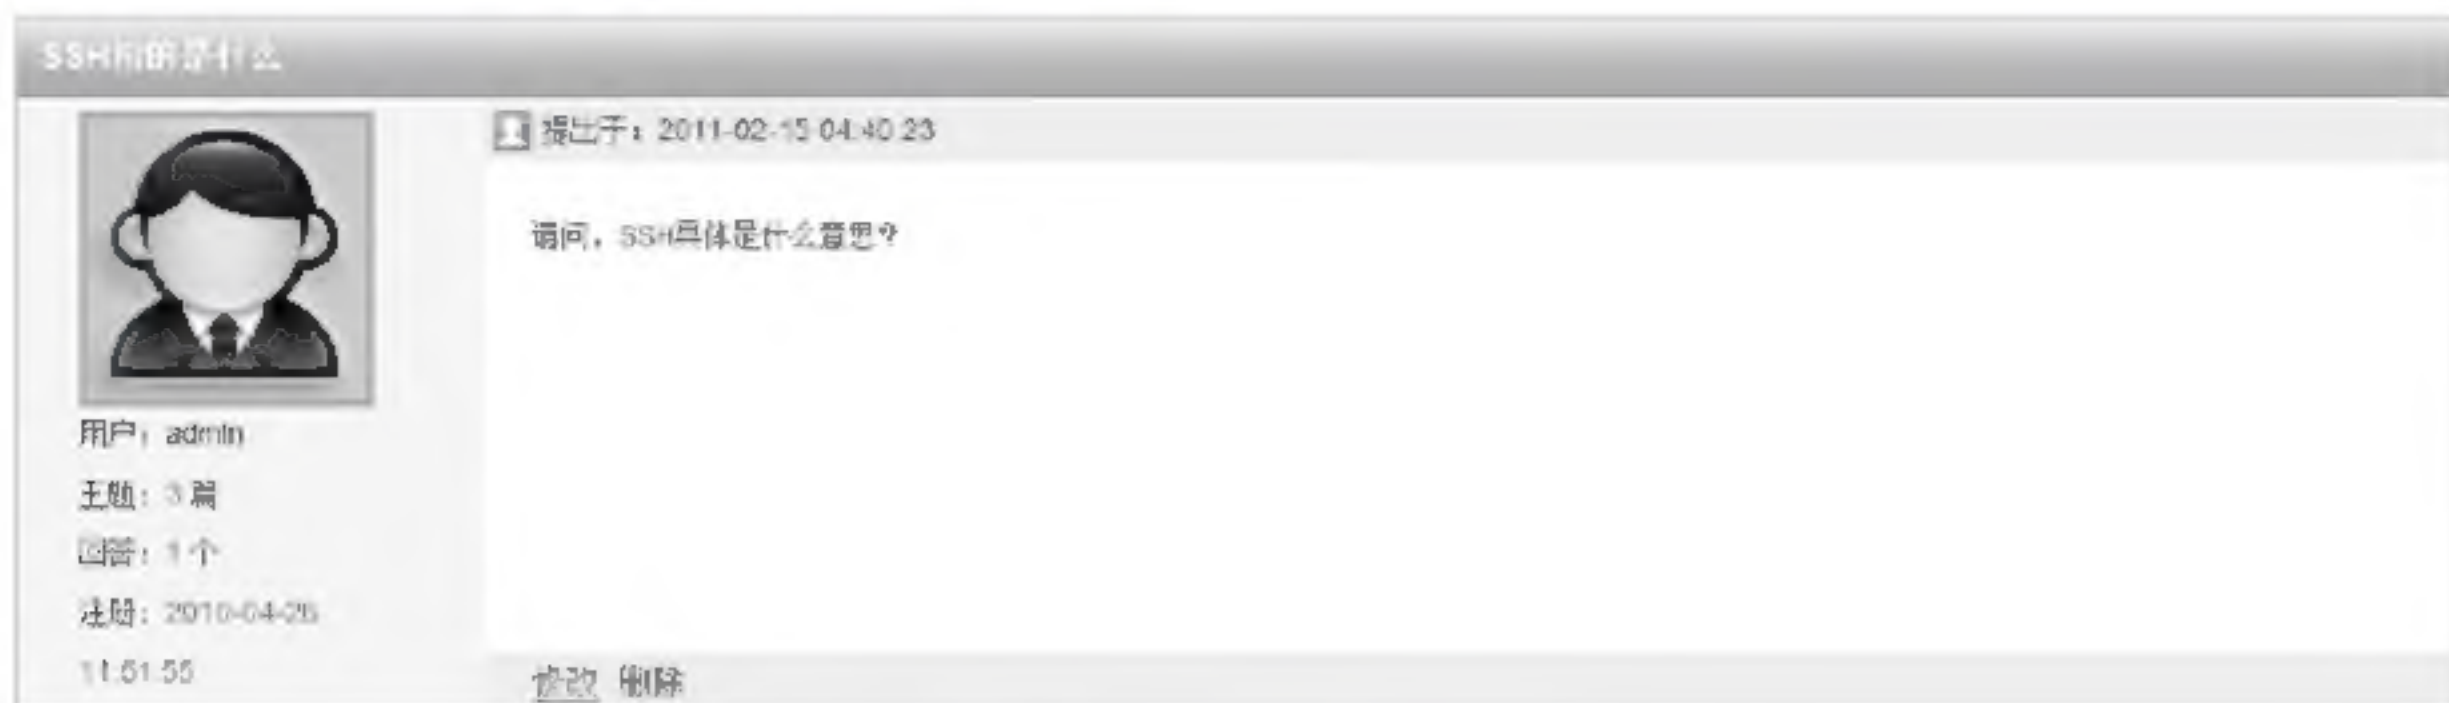 SSH指的是什么
提出于：2011-02-15 04:40:23
请问，SSH具体是什么意思？
用户：admin
主题：3 篇
回答：1 个
注册：2010-04-26
11:51:55
修改 删除